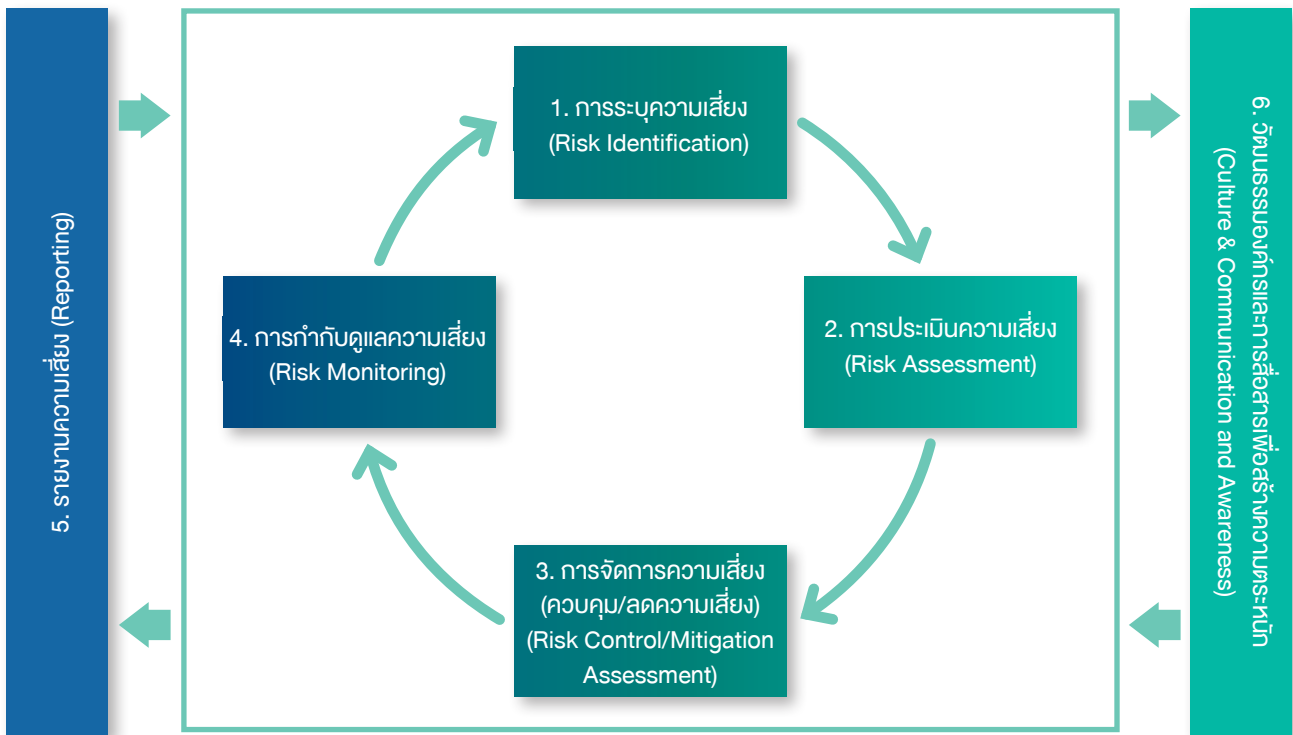 1. การระบุความเสี่ยง
(Risk Identification)
2. การประเมินความเสี่ยง
(Risk Assessment)
3. การจัดการความเสี่ยง
(ควบคุม/ลดความเสี่ยง)
(Risk Control/Mitigation
Assessment)
4. การกำกับดูแลความเสี่ยง
(Risk Monitoring)
5. รายงานความเสี่ยง (Reporting)
6. วัฒนธรรมองค์กรและการสื่อสารเพื่อสร้างความตระหนัก
(Culture & Communication and Awareness)